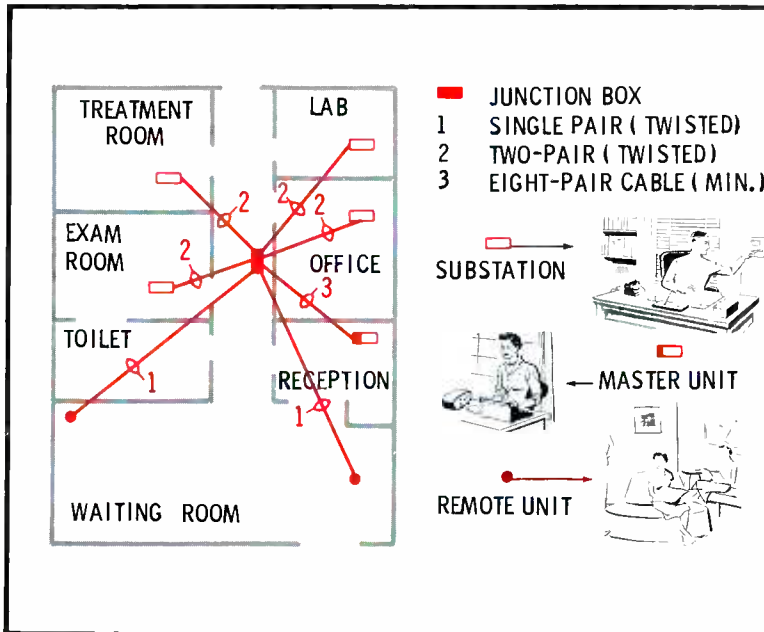 TREATMENT
ROOM
LAB
2
2
2
EXAM
ROOM
2
OFFICE
3
TOILET
1
RECEPTION
1
WAITING ROOM
JUNCTION BOX
1 SINGLE PAIR ( TWISTED)
2 TWO-PAIR ( TWISTED)
3 EIGHT-PAIR CABLE ( MIN.)
SUBSTATION
MASTER UNIT
REMOTE UNIT